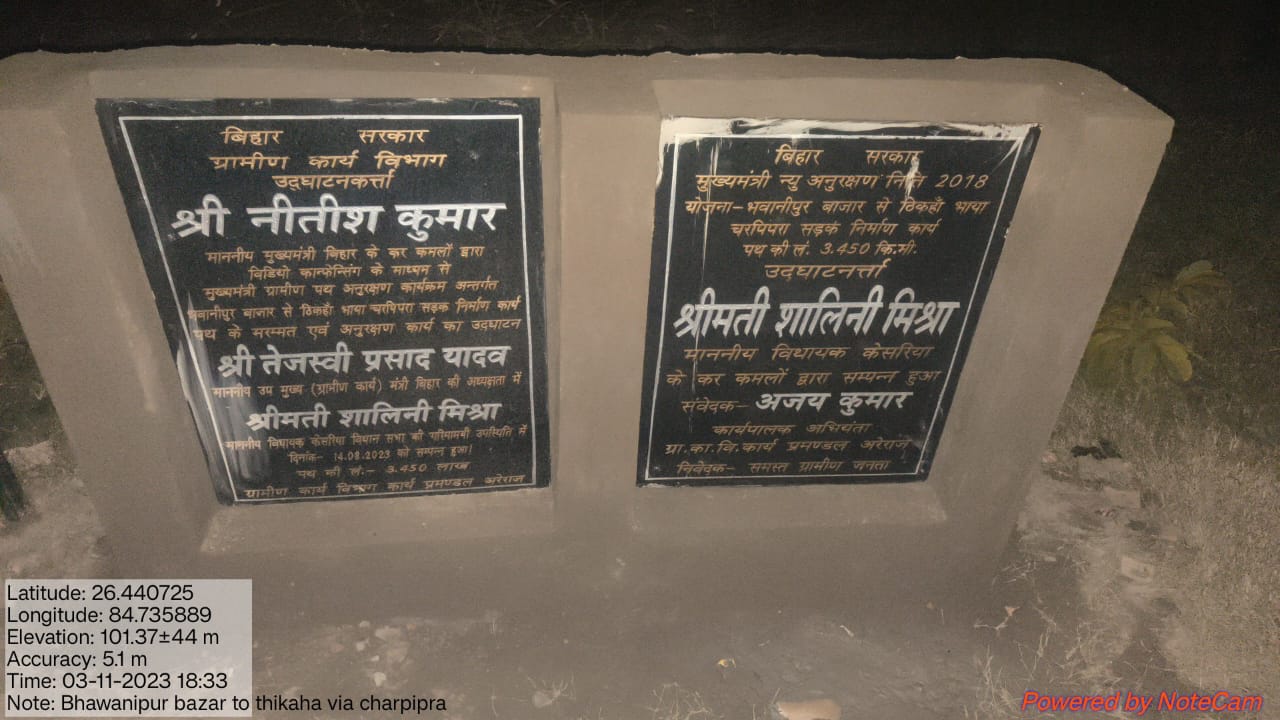 बिहार सरकार
ग्रामीण कार्य विभाग
उद्घाटनकर्त्ता
श्री नीतीश कुमार
माननीय मुख्यमंत्री बिहार के कर कमलों द्वारा
विडियो कान्फेन्सिंग के माध्यम से
मुख्यमंत्री ग्रामीण पथ अनुरक्षण कार्यक्रम अन्तर्गत
भवानीपुर बाजार से ठिकहाँ भाया चरपिपरा सड़क निर्माण कार्य
पथ के मरम्मत एवं अनुरक्षण कार्य का उद्घाटन
श्री तेजस्वी प्रसाद यादव
माननीय उप मुख्य (ग्रामीण कार्य) मंत्री बिहार की अध्यक्षता में
श्रीमती शालिनी मिश्रा
माननीय विधायक केसरिया विधान सभा की गरिमामयी उपस्थिति में
दिनांक- 14.08.2023 को सम्पन्न हुआ।
पथ की लं:- 3.450 लाख
ग्रामीण कार्य विभाग कार्य प्रमण्डल अरेराज
बिहार सरकार
मुख्यमंत्री न्यु अनुरक्षण निति 2018
योजना-भवानीपुर बाजार से ठिकहाँ भाया
चरपिपरा सड़क निर्माण कार्य
पथ की लं. 3.450 कि.मी.
उद्घाटनर्त्ता
श्रीमती शालिनी मिश्रा
माननीय विधायक केसरिया
के कर कमलों द्वारा सम्पन्न हुआ
संवेदक- अजय कुमार
कार्यपालक अभियंता
ग्रा.का.वि.कार्य प्रमण्डल अरेराज
निवेदक- समस्त ग्रामीण जनता
Latitude: 26.440725
Longitude: 84.735889
Elevation: 101.37±44 m
Accuracy: 5.1 m
Time: 03-11-2023 18:33
Note: Bhawanipur bazar to thikaha via charpipra
Powered by NoteCam